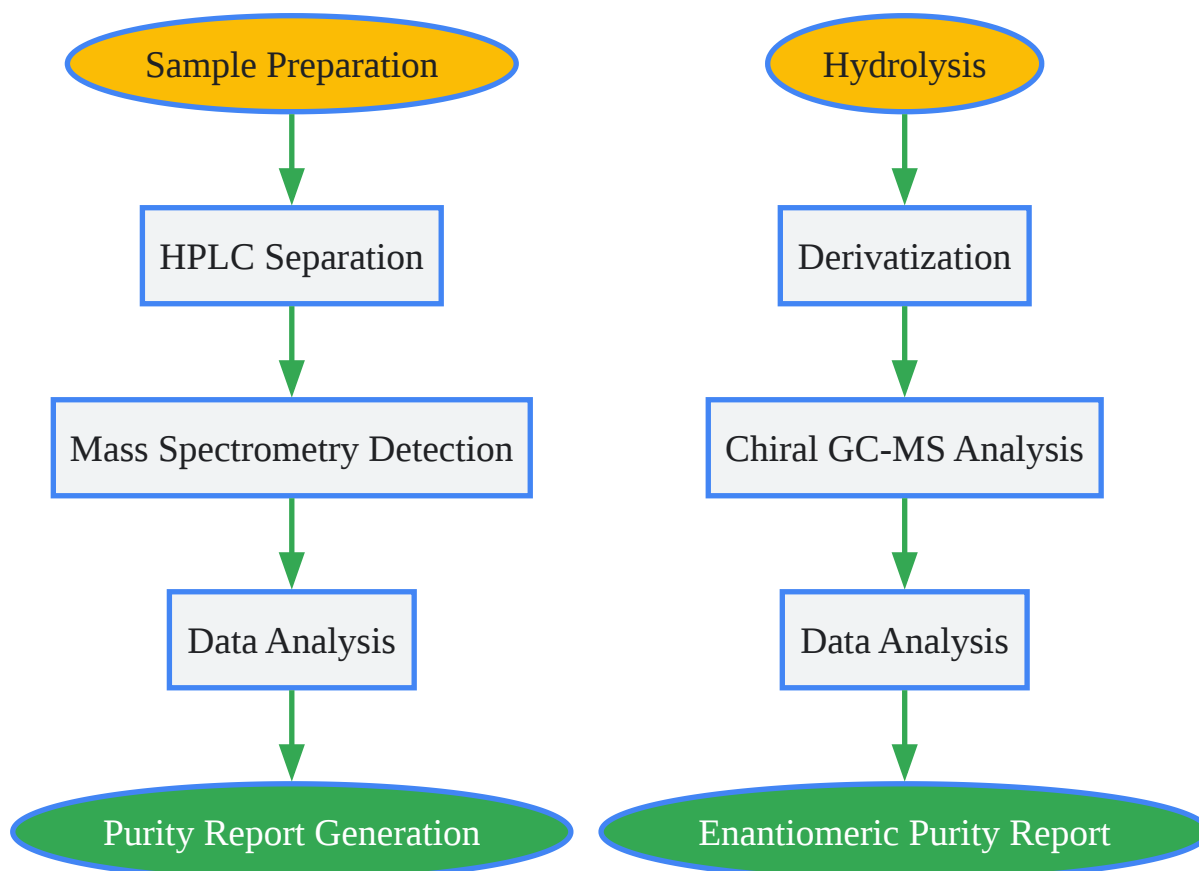 Sample Preparation
HPLC Separation
Mass Spectrometry Detection
Data Analysis
Purity Report Generation
Hydrolysis
Derivatization
Chiral GC-MS Analysis
Data Analysis
Enantiomeric Purity Report